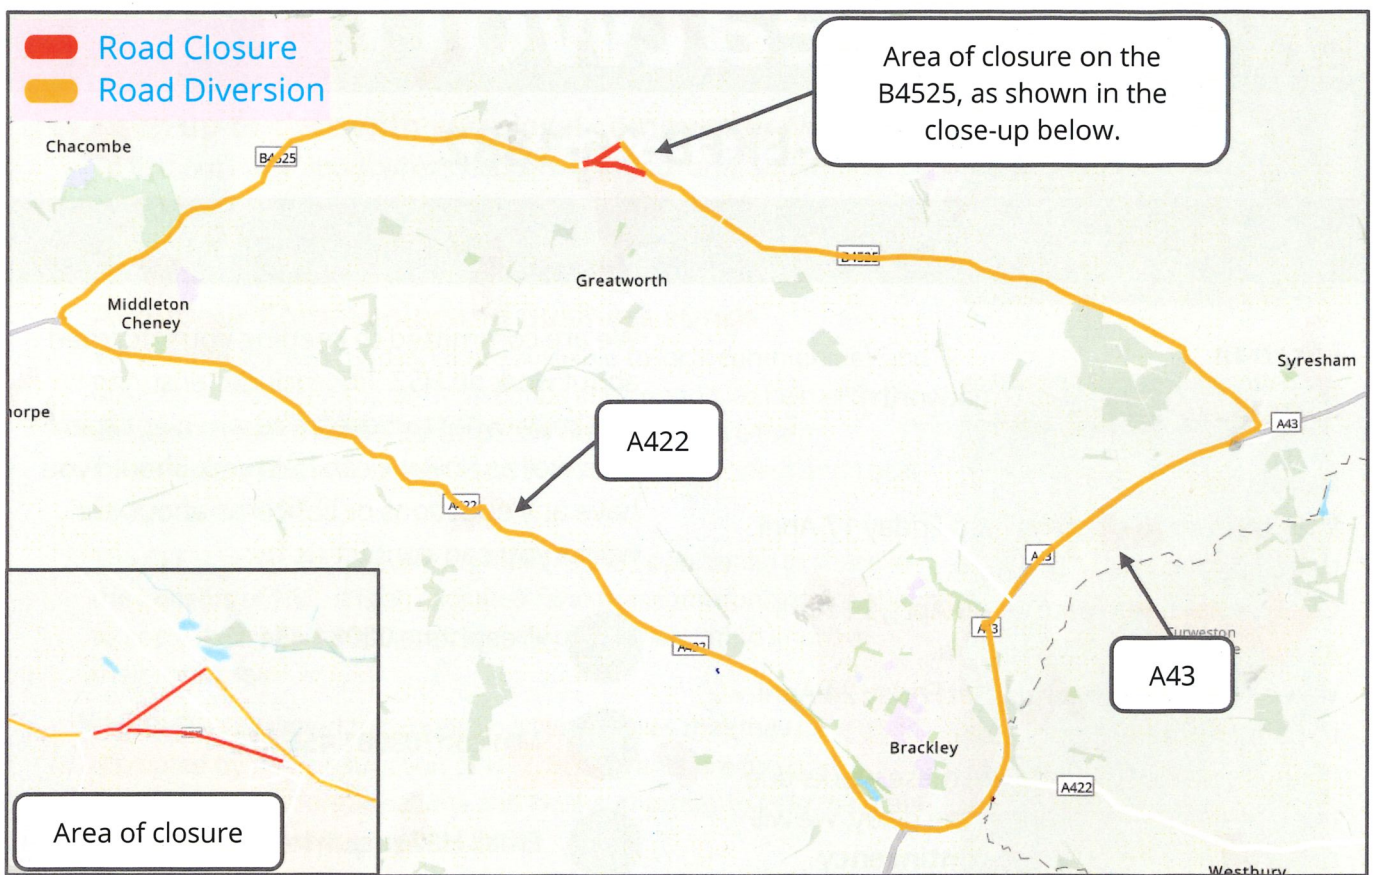 Road Closure
Road Diversion
Area of closure on the
B4525, as shown in the
close-up below.
Chacombe
B4525
Greatworth
B4525
Middleton
Cheney
Syresham
A43
orpe
A422
A422
A43
A43
A43
A422
Brackley
A422
Area of closure
Westbury